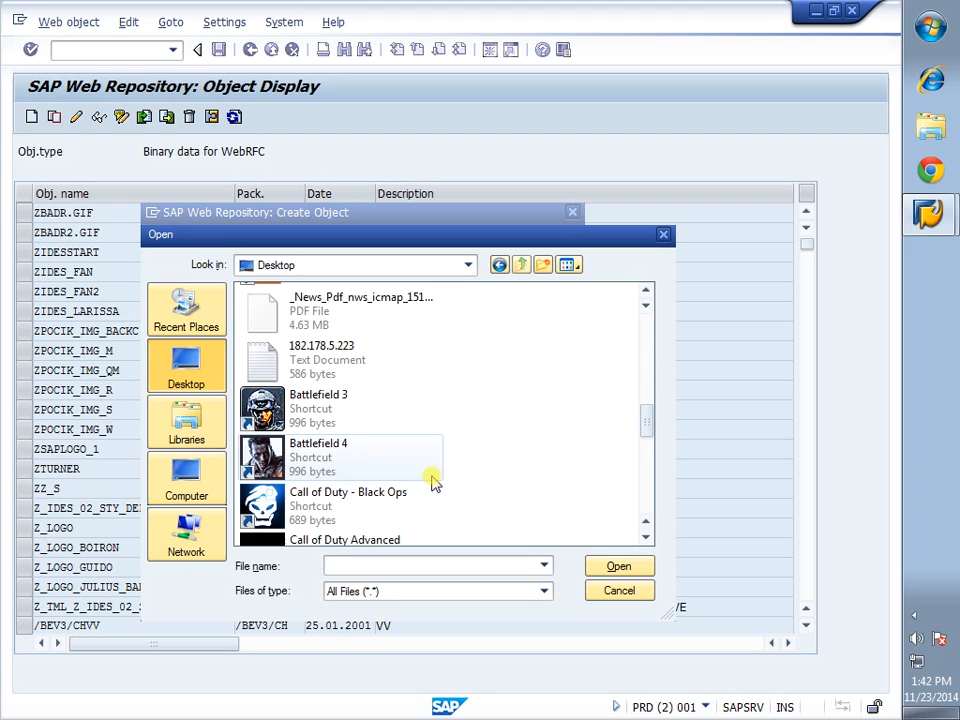 Web object Edit Goto Settings System Help
SAP Web Repository: Object Display
Obj.type Binary data for WebRFC
Obj. name Pack. Date Description
ZBADR.GIF
ZBADR2.GIF
ZIDESSTART
ZIDES_FAN
ZIDES_FAN2
ZIDES_LARISSA
ZPOCIK_IMG_BACKC
ZPOCIK_IMG_M
ZPOCIK_IMG_QM
ZPOCIK_IMG_R
ZPOCIK_IMG_S
ZPOCIK_IMG_W
ZSAPLOGO_1
ZTURNER
ZZ_S
Z_IDES_02_STY_DE
Z_LOGO
Z_LOGO_BOIRON
Z_LOGO_GUIDO
Z_LOGO_JULIUS_BA
Z_TML_Z_IDES_02_ /E
/BEV3/CHVV /BEV3/CH 25.01.2001 VV
SAP Web Repository: Create Object
Open
Look in: Desktop
Recent Places
Desktop
Libraries
Computer
Network
_News_Pdf_nws_icmap_151...
PDF File
4.63 MB
182.178.5.223
Text Document
586 bytes
Battlefield 3
Shortcut
996 bytes
Battlefield 4
Shortcut
996 bytes
Call of Duty - Black Ops
Shortcut
689 bytes
Call of Duty Advanced
File name: Open
Files of type: All Files (*.*) Cancel
SAP PRD (2) 001 SAPSRV INS
1:42 PM
11/23/2014